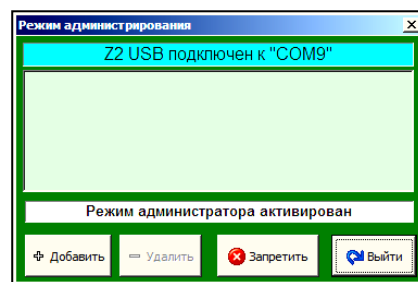 Режим администрирования
Z2 USB подключен к "COM9"
Режим администратора активирован
Добавить
Удалить
Запретить
Выйти